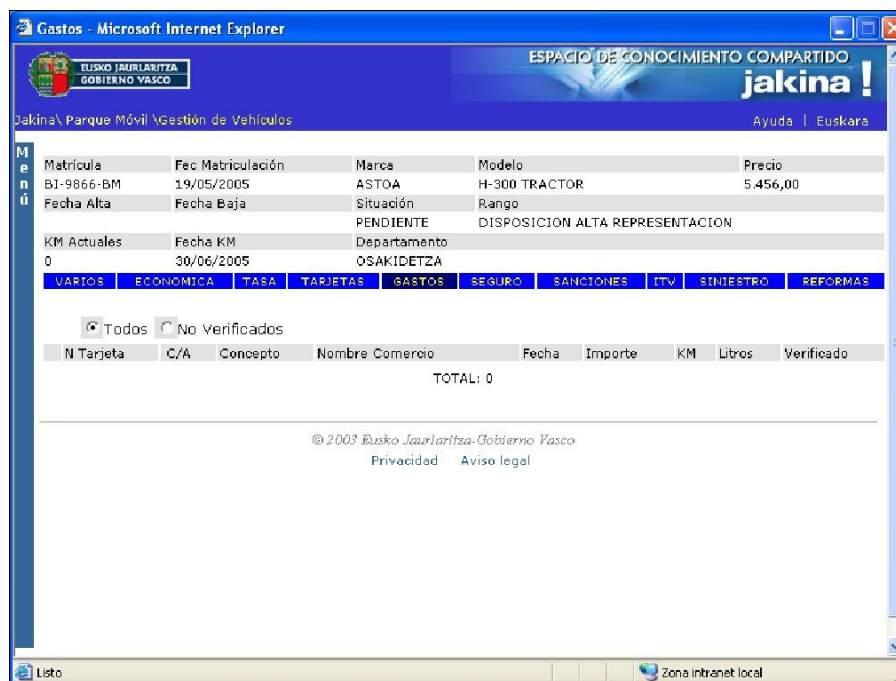 Gastos - Microsoft Internet Explorer
EUSKO JAURLARITZA
GOBIERNO VASCO
ESPACIO DE CONOCIMIENTO COMPARTIDO
jakina !
Jakina\ Parque Móvil \Gestión de Vehículos
Ayuda | Euskara
Menú
Matrícula Fec Matriculación Marca Modelo Precio
BI-9866-BM 19/05/2005 ASTOA H-300 TRACTOR 5.456,00
Fecha Alta Fecha Baja Situación Rango
PENDIENTE DISPOSICION ALTA REPRESENTACION
KM Actuales Fecha KM Departamento
0 30/06/2005 OSAKIDETZA
VARIOS ECONOMICA TASA TARJETAS GASTOS SEGURO SANCIONES ITV SINIESTRO REFORMAS
Todos No Verificados
N Tarjeta C/A Concepto Nombre Comercio Fecha Importe KM Litros Verificado
TOTAL: 0
© 2003 Eusko Jaurlaritza-Gobierno Vasco
Privacidad Aviso legal
Listo Zona intranet local